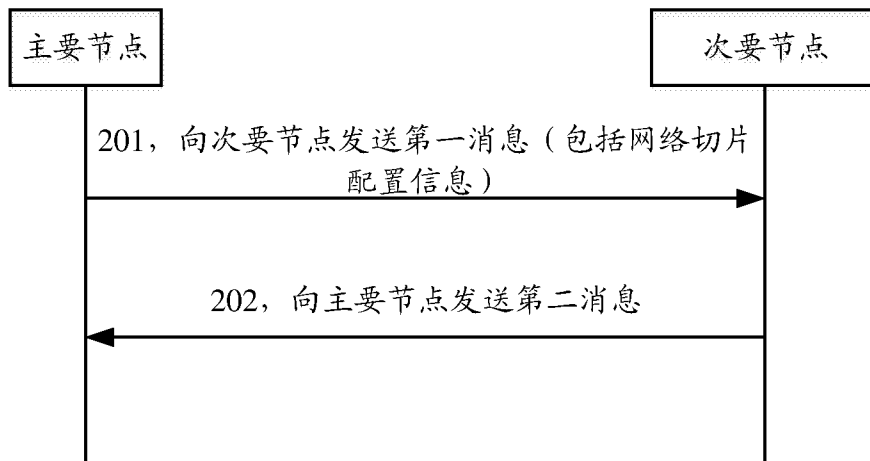 主要节点
次要节点
201，向次要节点发送第一消息（包括网络切片
配置信息）
202，向主要节点发送第二消息